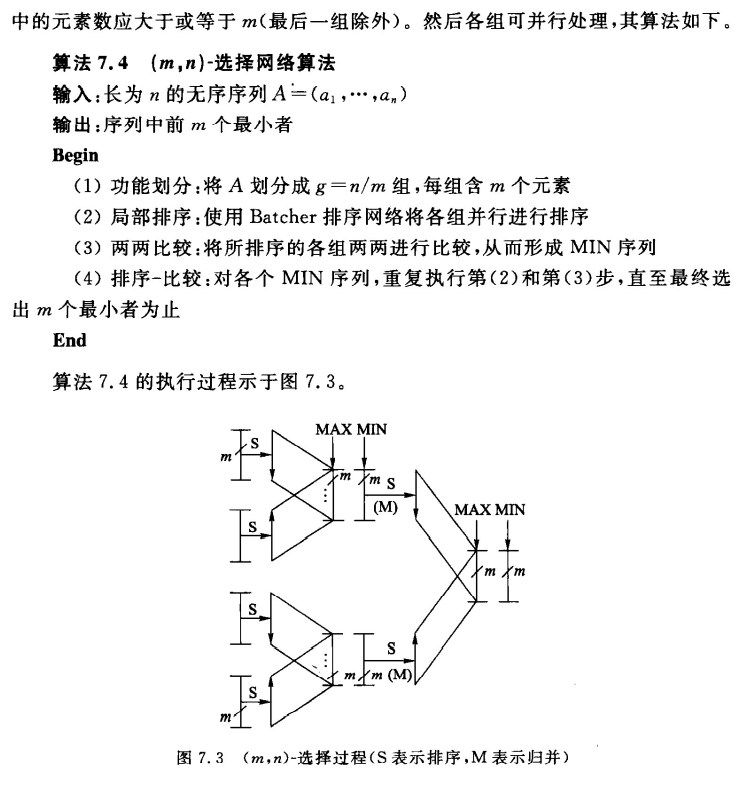 中的元素数应大于或等于 m(最后一组除外)。然后各组可并行处理,其算法如下。
算法 7.4 (m,n)-选择网络算法
输入:长为 n 的无序序列 A=(a₁,…,aₙ)
输出:序列中前 m 个最小者
Begin
(1) 功能划分:将 A 划分成 g=n/m 组,每组含 m 个元素
(2) 局部排序:使用 Batcher 排序网络将各组并行进行排序
(3) 两两比较:将所排序的各组两两进行比较,从而形成 MIN 序列
(4) 排序-比较:对各个 MIN 序列,重复执行第(2)和第(3)步,直至最终选
出 m 个最小者为止
End
算法 7.4 的执行过程示于图 7.3。
MAX MIN
S
m
m
m
S
(M)
S
MAX MIN
m
m
S
S
m
m
(M)
S
m
图 7.3 (m,n)-选择过程(S 表示排序,M 表示归并)